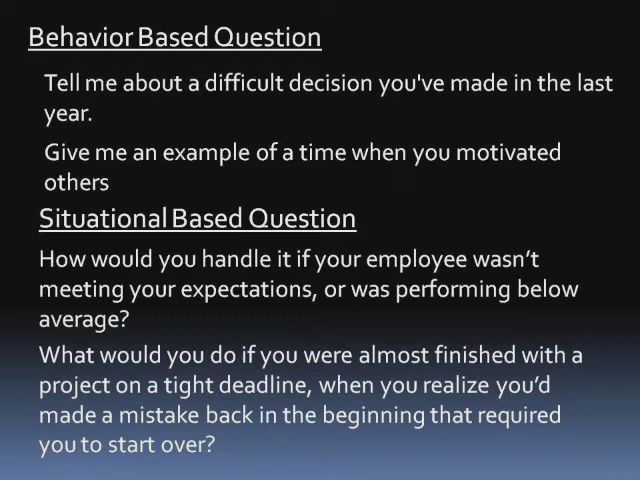 Behavior Based Question
Tell me about a difficult decision you've made in the last
year.
Give me an example of a time when you motivated
others
Situational Based Question
How would you handle it if your employee wasn’t
meeting your expectations, or was performing below
average?
What would you do if you were almost finished with a
project on a tight deadline, when you realize you’d
made a mistake back in the beginning that required
you to start over?